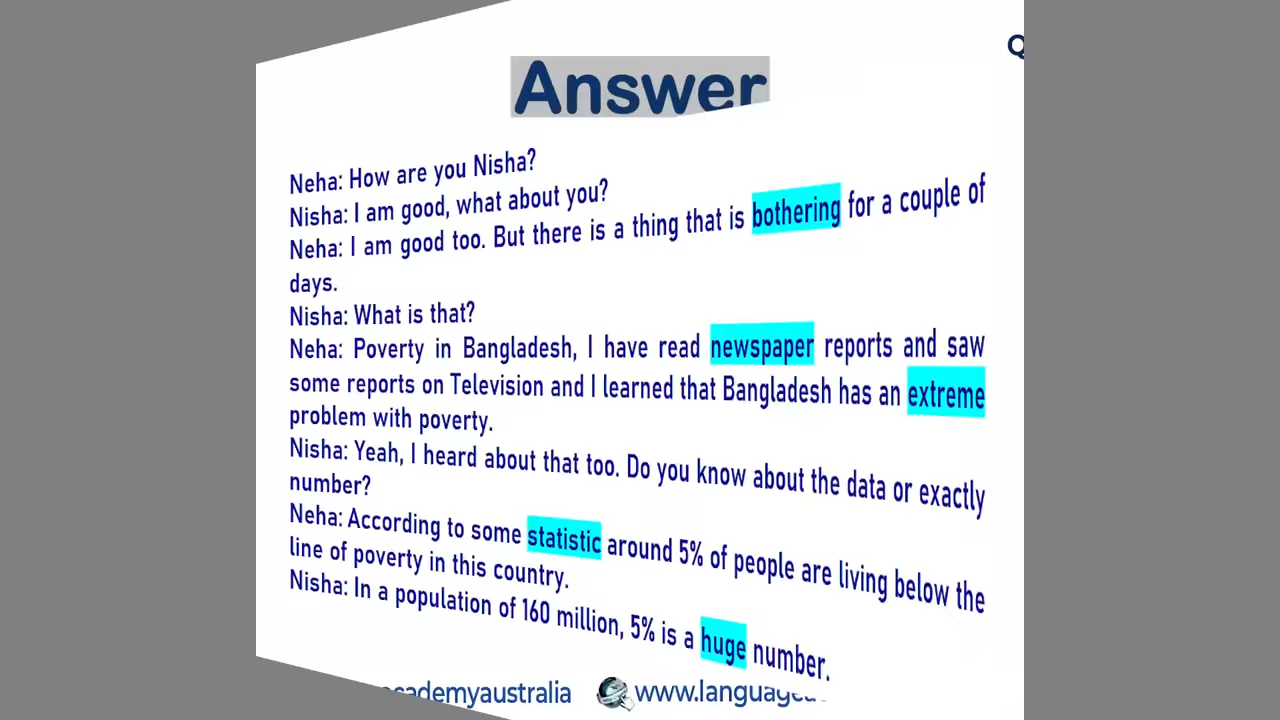 Q
Answer
Neha: How are you Nisha?
Nisha: I am good, what about you?
Neha: I am good too. But there is a thing that is bothering for a couple of
days.
Nisha: What is that?
Neha: Poverty in Bangladesh, I have read newspaper reports and saw
some reports on Television and I learned that Bangladesh has an extreme
problem with poverty.
Nisha: Yeah, I heard about that too. Do you know about the data or exactly
number?
Neha: According to some statistic around 5% of people are living below the
line of poverty in this country.
Nisha: In a population of 160 million, 5% is a huge number.
cademyaustralia www.language